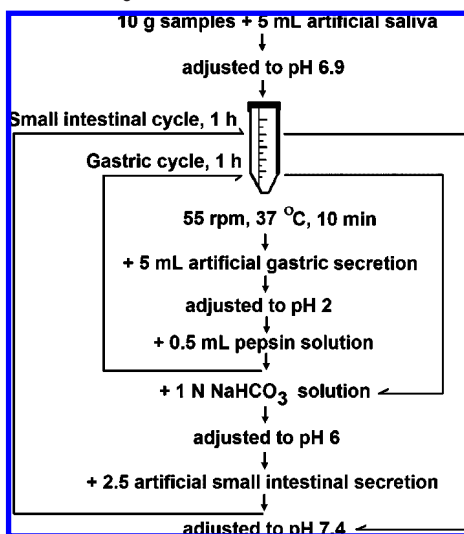 10 g samples + 5 mL artificial saliva
adjusted to pH 6.9
Small intestinal cycle, 1 h
Gastric cycle, 1 h
55 rpm, 37 °C, 10 min
+ 5 mL artificial gastric secretion
adjusted to pH 2
+ 0.5 mL pepsin solution
+ 1 N NaHCO₃ solution
adjusted to pH 6
+ 2.5 artificial small intestinal secretion
adjusted to pH 7.4